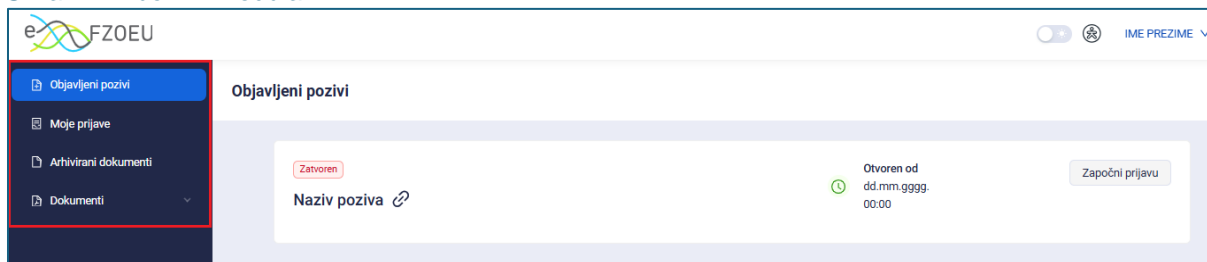 eFZOEU
IME PREZIME
Objavljeni pozivi
Moje prijave
Arhivirani dokumenti
Dokumenti
Objavljeni pozivi
Zatvoren
Naziv poziva
Otvoren od
dd.mm.gggg.
00:00
Započni prijavu